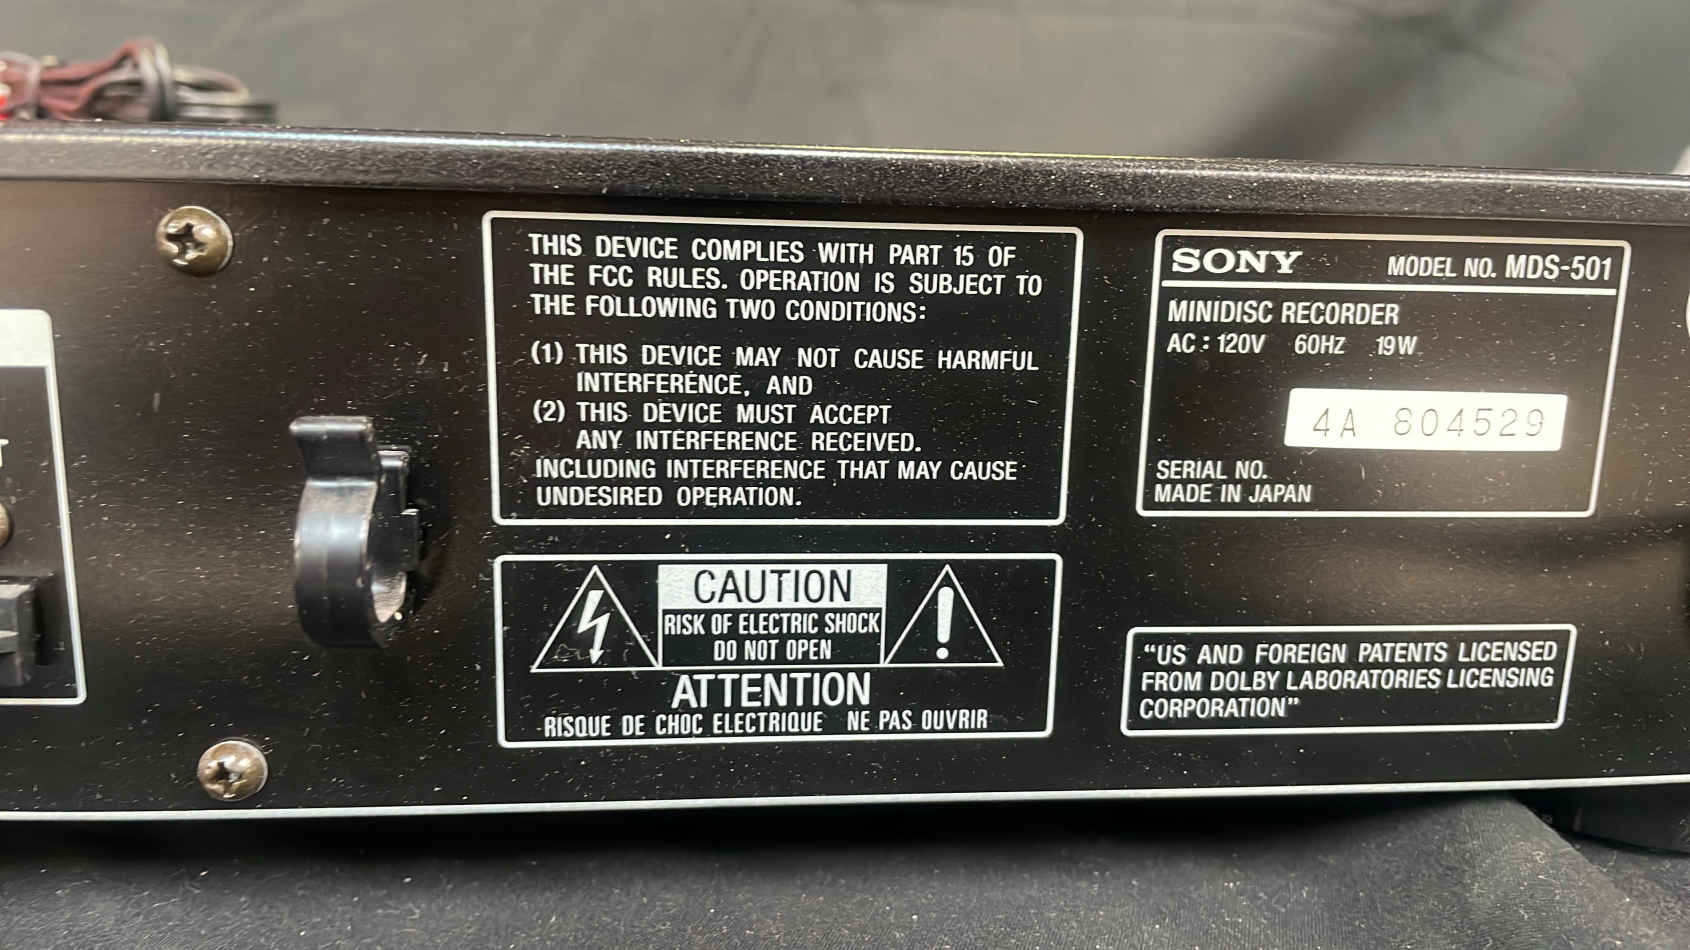 THIS DEVICE COMPLIES WITH PART 15 OF
THE FCC RULES. OPERATION IS SUBJECT TO
THE FOLLOWING TWO CONDITIONS:
(1) THIS DEVICE MAY NOT CAUSE HARMFUL
INTERFERENCE, AND
(2) THIS DEVICE MUST ACCEPT
ANY INTERFERENCE RECEIVED.
INCLUDING INTERFERENCE THAT MAY CAUSE
UNDESIRED OPERATION.
CAUTION
RISK OF ELECTRIC SHOCK
DO NOT OPEN
ATTENTION
RISQUE DE CHOC ELECTRIQUE NE PAS OUVRIR
SONY MODEL NO. MDS-501
MINIDISC RECORDER
AC : 120V 60HZ 19W
4A 804529
SERIAL NO.
MADE IN JAPAN
“US AND FOREIGN PATENTS LICENSED
FROM DOLBY LABORATORIES LICENSING
CORPORATION”